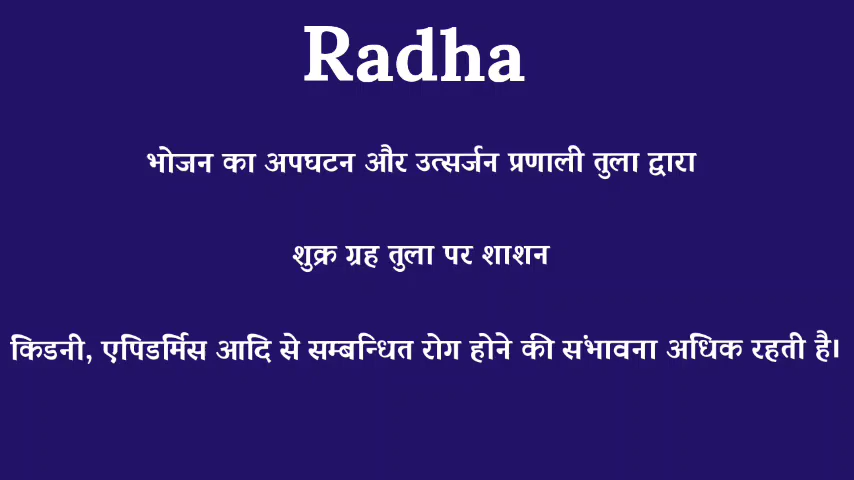 Radha
भोजन का अपघटन और उत्सर्जन प्रणाली तुला द्वारा
शुक्र ग्रह तुला पर शाशन
किडनी, एपिडर्मिस आदि से सम्बन्धित रोग होने की संभावना अधिक रहती है।